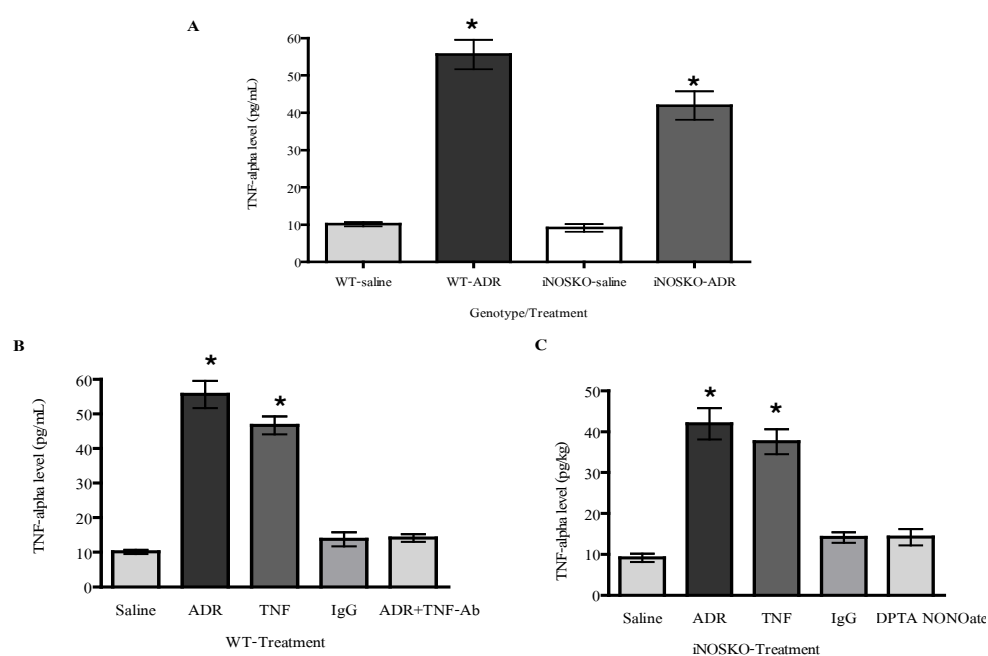 A
*
*
TNF-alpha level (pg/mL)
60
50
40
30
20
10
0
WT-saline WT-ADR iNOSKO-saline iNOSKO-ADR
Genotype/Treatment
B
*
*
TNF-alpha level (pg/mL)
60
50
40
30
20
10
0
Saline ADR TNF IgG ADR+TNF-Ab
WT-Treatment
C
*
*
TNF-alpha level (pg/kg)
50
40
30
20
10
0
Saline ADR TNF IgG DPTA NONOate
iNOSKO-Treatment